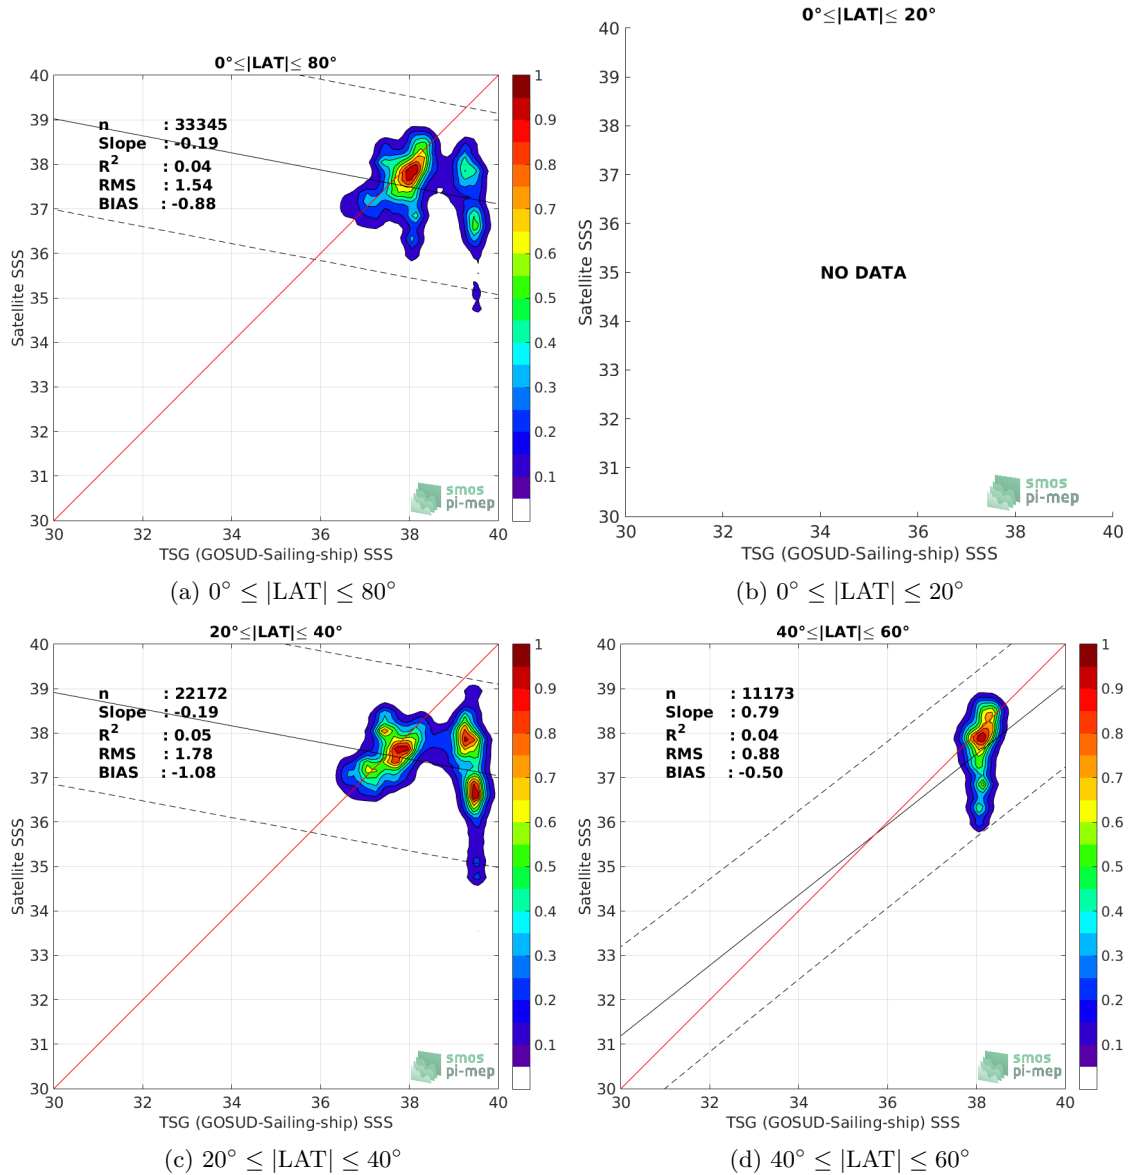 0°≤|LAT|≤ 80°
n : 33345
Slope : -0.19
R² : 0.04
RMS : 1.54
BIAS : -0.88
40
39
38
37
36
35
34
33
32
31
30
30 32 34 36 38 40
Satellite SSS
TSG (GOSUD-Sailing-ship) SSS
1
0.9
0.8
0.7
0.6
0.5
0.4
0.3
0.2
0.1
smos
pi-mep
(a) 0° ≤ |LAT| ≤ 80°
0°≤|LAT|≤ 20°
40
39
38
37
36
35
34
33
32
31
30
30 32 34 36 38 40
Satellite SSS
NO DATA
TSG (GOSUD-Sailing-ship) SSS
smos
pi-mep
(b) 0° ≤ |LAT| ≤ 20°
20°≤|LAT|≤ 40°
n : 22172
Slope : -0.19
R² : 0.05
RMS : 1.78
BIAS : -1.08
40
39
38
37
36
35
34
33
32
31
30
30 32 34 36 38 40
Satellite SSS
TSG (GOSUD-Sailing-ship) SSS
1
0.9
0.8
0.7
0.6
0.5
0.4
0.3
0.2
0.1
smos
pi-mep
(c) 20° ≤ |LAT| ≤ 40°
40°≤|LAT|≤ 60°
n : 11173
Slope : 0.79
R² : 0.04
RMS : 0.88
BIAS : -0.50
40
39
38
37
36
35
34
33
32
31
30
30 32 34 36 38 40
Satellite SSS
TSG (GOSUD-Sailing-ship) SSS
1
0.9
0.8
0.7
0.6
0.5
0.4
0.3
0.2
0.1
smos
pi-mep
(d) 40° ≤ |LAT| ≤ 60°